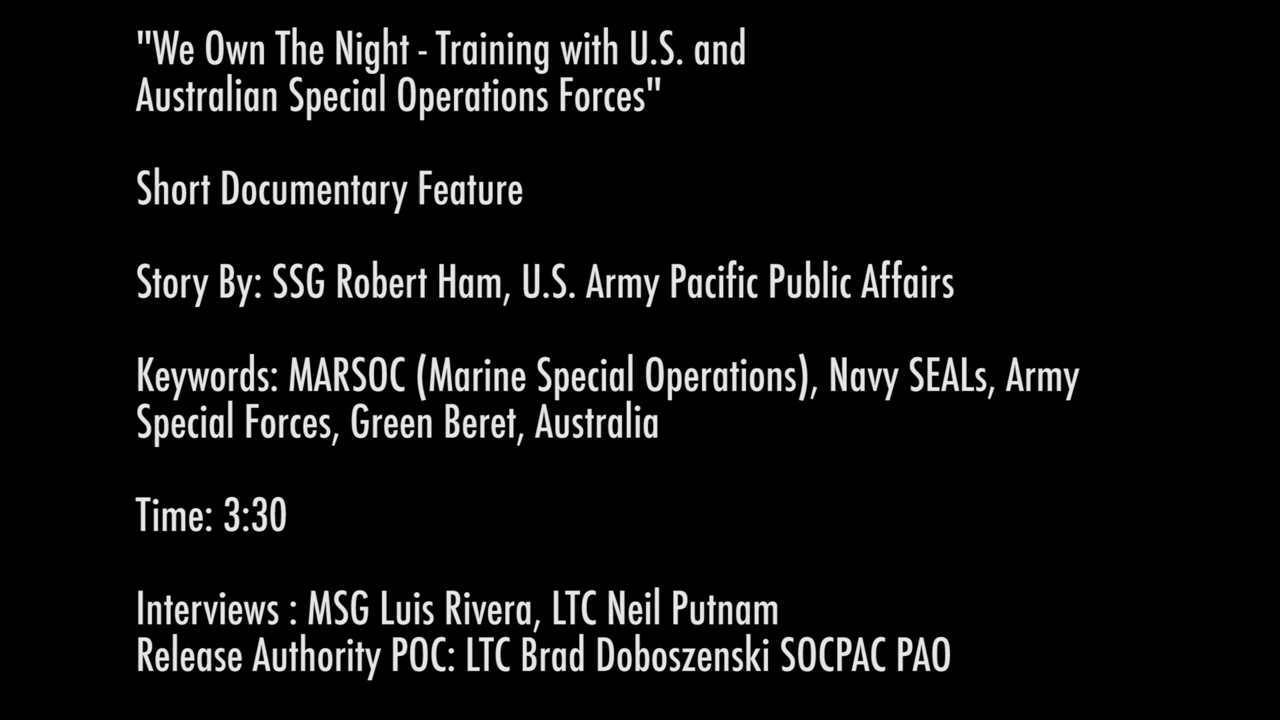 "We Own The Night - Training with U.S. and
Australian Special Operations Forces"
Short Documentary Feature
Story By: SSG Robert Ham, U.S. Army Pacific Public Affairs
Keywords: MARSOC (Marine Special Operations), Navy SEALs, Army
Special Forces, Green Beret, Australia
Time: 3:30
Interviews : MSG Luis Rivera, LTC Neil Putnam
Release Authority POC: LTC Brad Doboszenski SOCPAC PAO